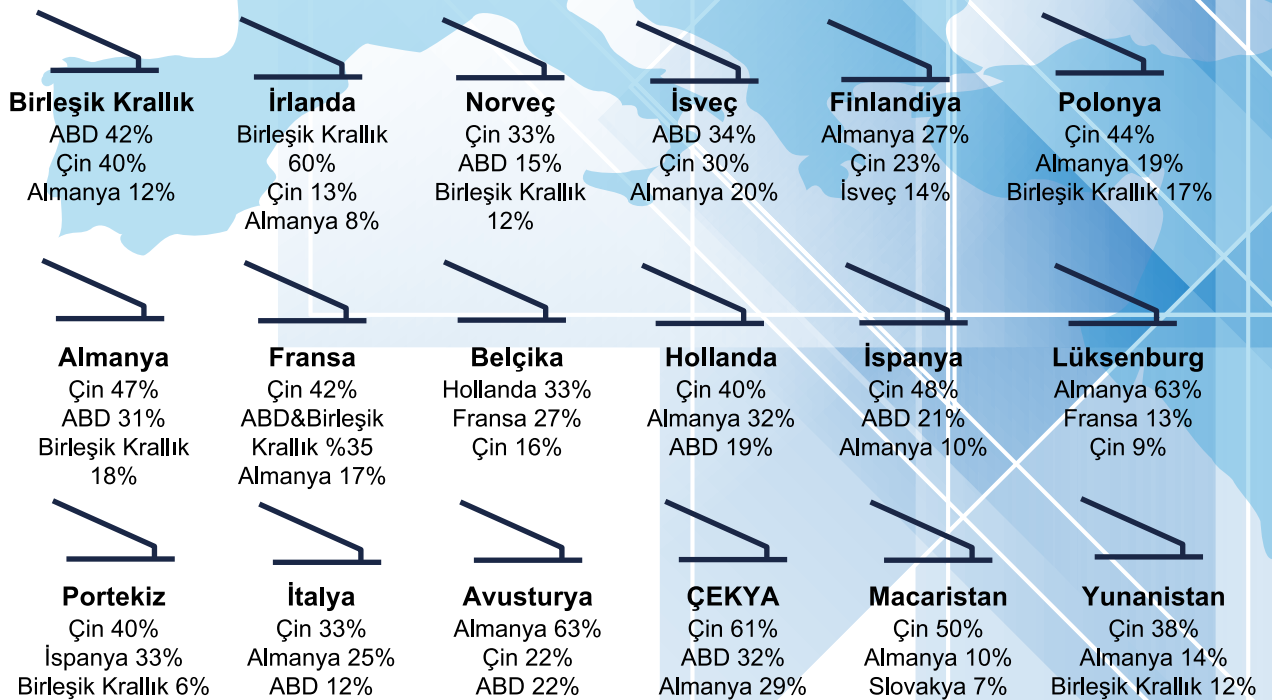 Birleşik Krallık
ABD 42%
Çin 40%
Almanya 12%
İrlanda
Birleşik Krallık
60%
Çin 13%
Almanya 8%
Norveç
Çin 33%
ABD 15%
Birleşik Krallık
12%
İsveç
ABD 34%
Çin 30%
Almanya 20%
Finlandiya
Almanya 27%
Çin 23%
İsveç 14%
Polonya
Çin 44%
Almanya 19%
Birleşik Krallık 17%
Almanya
Çin 47%
ABD 31%
Birleşik Krallık
18%
Fransa
Çin 42%
ABD&Birleşik
Krallık %35
Almanya 17%
Belçika
Hollanda 33%
Fransa 27%
Çin 16%
Hollanda
Çin 40%
Almanya 32%
ABD 19%
İspanya
Çin 48%
ABD 21%
Almanya 10%
Lüksenburg
Almanya 63%
Fransa 13%
Çin 9%
Portekiz
Çin 40%
İspanya 33%
Birleşik Krallık 6%
İtalya
Çin 33%
Almanya 25%
ABD 12%
Avusturya
Almanya 63%
Çin 22%
ABD 22%
ÇEKYA
Çin 61%
ABD 32%
Almanya 29%
Macaristan
Çin 50%
Almanya 10%
Slovakya 7%
Yunanistan
Çin 38%
Almanya 14%
Birleşik Krallık 12%